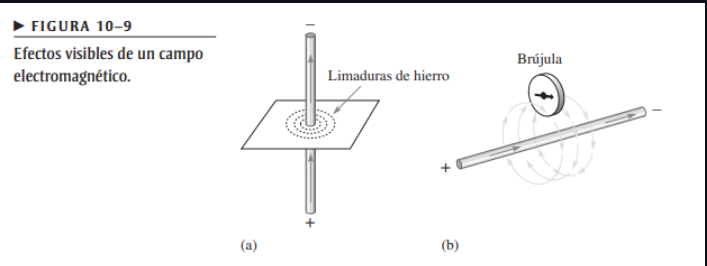 ▶ FIGURA 10–9
Efectos visibles de un campo
electromagnético.
−
Limaduras de hierro
+
(a)
Brújula
−
+
(b)